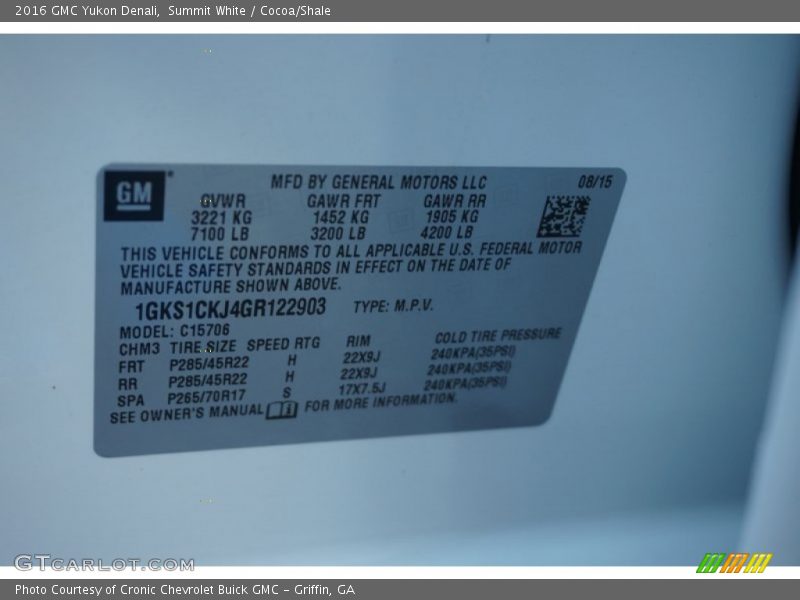 2016 GMC Yukon Denali, Summit White / Cocoa/Shale
GM
MFD BY GENERAL MOTORS LLC 08/15
GVWR GAWR FRT GAWR RR
3221 KG 1452 KG 1905 KG
7100 LB 3200 LB 4200 LB
THIS VEHICLE CONFORMS TO ALL APPLICABLE U.S. FEDERAL MOTOR
VEHICLE SAFETY STANDARDS IN EFFECT ON THE DATE OF
MANUFACTURE SHOWN ABOVE.
1GKS1CKJ4GR122903 TYPE: M.P.V.
MODEL: C15706
CHM3 TIRE SIZE SPEED RTG RIM COLD TIRE PRESSURE
FRT P285/45R22 H 22X9J 240KPA(35PSI)
RR P285/45R22 H 22X9J 240KPA(35PSI)
SPA P265/70R17 S 17X7.5J 240KPA(35PSI)
SEE OWNER'S MANUAL FOR MORE INFORMATION.
GTCARLOT.COM
Photo Courtesy of Cronic Chevrolet Buick GMC - Griffin, GA